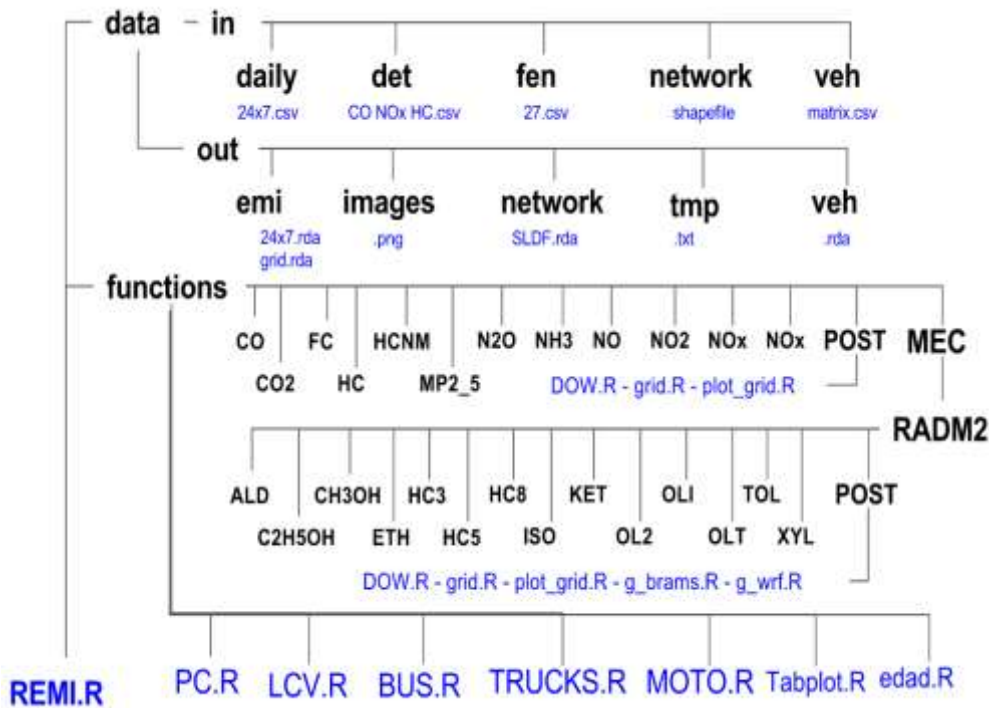 data in
daily det fen network veh
24x7.csv CO NOx HC.csv 27.csv shapefile matrix.csv
out
emi images network tmp veh
24x7.rda .png SLDF.rda .txt .rda
grid.rda
functions
CO FC HCNM N2O NH3 NO NO2 NOx NOx POST MEC
CO2 HC MP2_5 DOW.R - grid.R - plot_grid.R
RADM2
ALD CH3OH HC3 HC8 KET OLI TOL POST
C2H5OH ETH HC5 ISO OL2 OLT XYL
DOW.R - grid.R - plot_grid.R - g_brams.R - g_wrf.R
REMI.R PC.R LCV.R BUS.R TRUCKS.R MOTO.R Tabplot.R edad.R